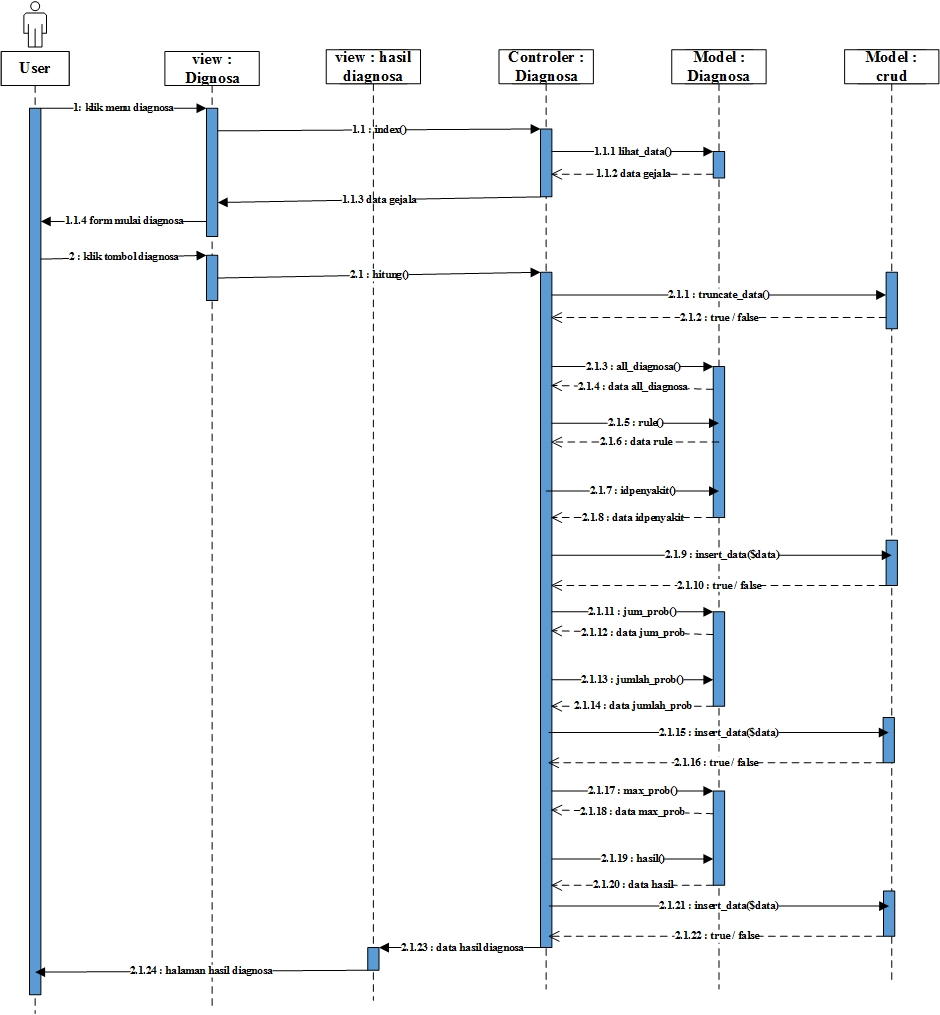 User
view :
Dignosa
view : hasil
diagnosa
Controler :
Diagnosa
Model :
Diagnosa
Model :
crud
1: klik menu diagnosa
1.1 : index()
1.1.1 lihat_data()
1.1.2 data gejala
1.1.3 data gejala
1.1.4 form mulai diagnosa
2 : klik tombol diagnosa
2.1 : hitung()
2.1.1 : truncate_data()
2.1.2 : true / false
2.1.3 : all_diagnosa()
2.1.4 : data all_diagnosa
2.1.5 : rule()
2.1.6 : data rule
2.1.7 : idpenyakit()
2.1.8 : data idpenyakit
2.1.9 : insert_data($data)
2.1.10 : true / false
2.1.11 : jum_prob()
2.1.12 : data jum_prob
2.1.13 : jumlah_prob()
2.1.14 : data jumlah_prob
2.1.15 : insert_data($data)
2.1.16 : true / false
2.1.17 : max_prob()
2.1.18 : data max_prob
2.1.19 : hasil()
2.1.20 : data hasil
2.1.21 : insert_data($data)
2.1.22 : true / false
2.1.23 : data hasil diagnosa
2.1.24 : halaman hasil diagnosa